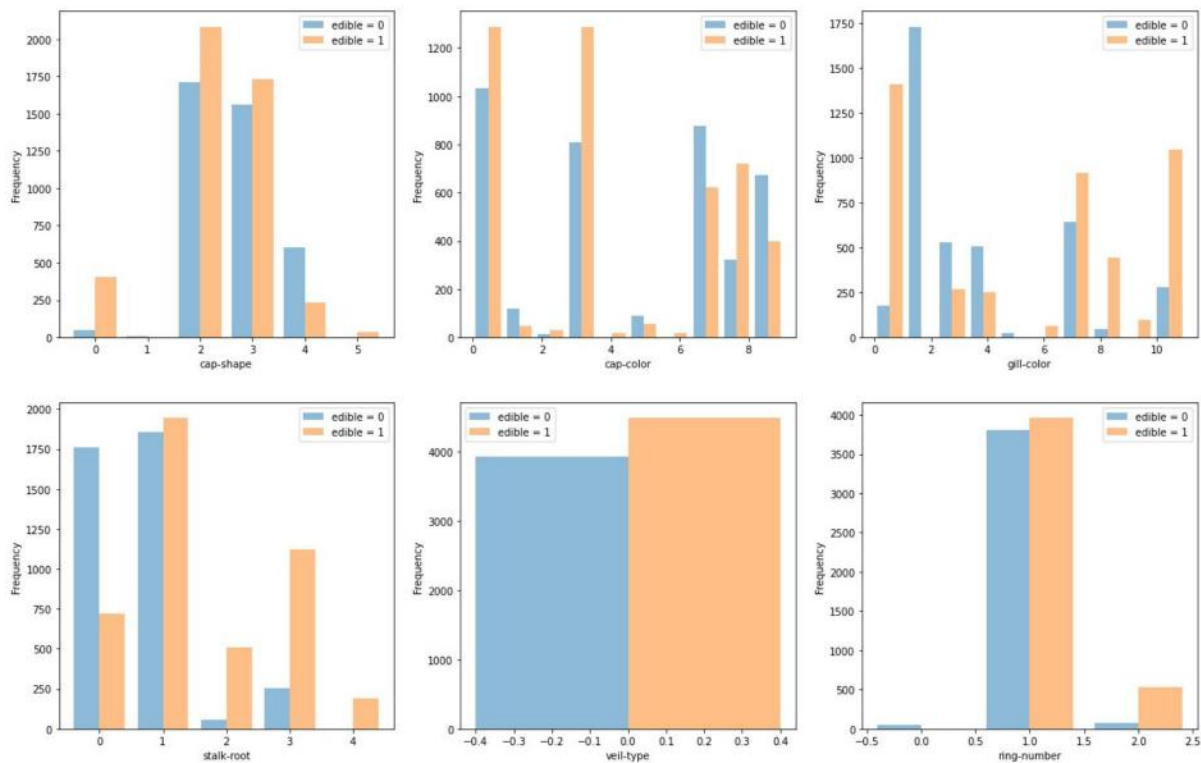 edible = 0
edible = 1
Frequency
2000
1750
1500
1250
1000
750
500
250
0
0 1 2 3 4 5
cap-shape
edible = 0
edible = 1
Frequency
1200
1000
800
600
400
200
0
0 2 4 6 8
cap-color
edible = 0
edible = 1
Frequency
1750
1500
1250
1000
750
500
250
0
0 2 4 6 8 10
gill-color
edible = 0
edible = 1
Frequency
2000
1750
1500
1250
1000
750
500
250
0
0 1 2 3 4
stalk-root
edible = 0
edible = 1
Frequency
4000
3000
2000
1000
0
−0.4 −0.3 −0.2 −0.1 0.0 0.1 0.2 0.3 0.4
veil-type
edible = 0
edible = 1
Frequency
4000
3500
3000
2500
2000
1500
1000
500
0
−0.5 0.0 0.5 1.0 1.5 2.0 2.5
ring-number